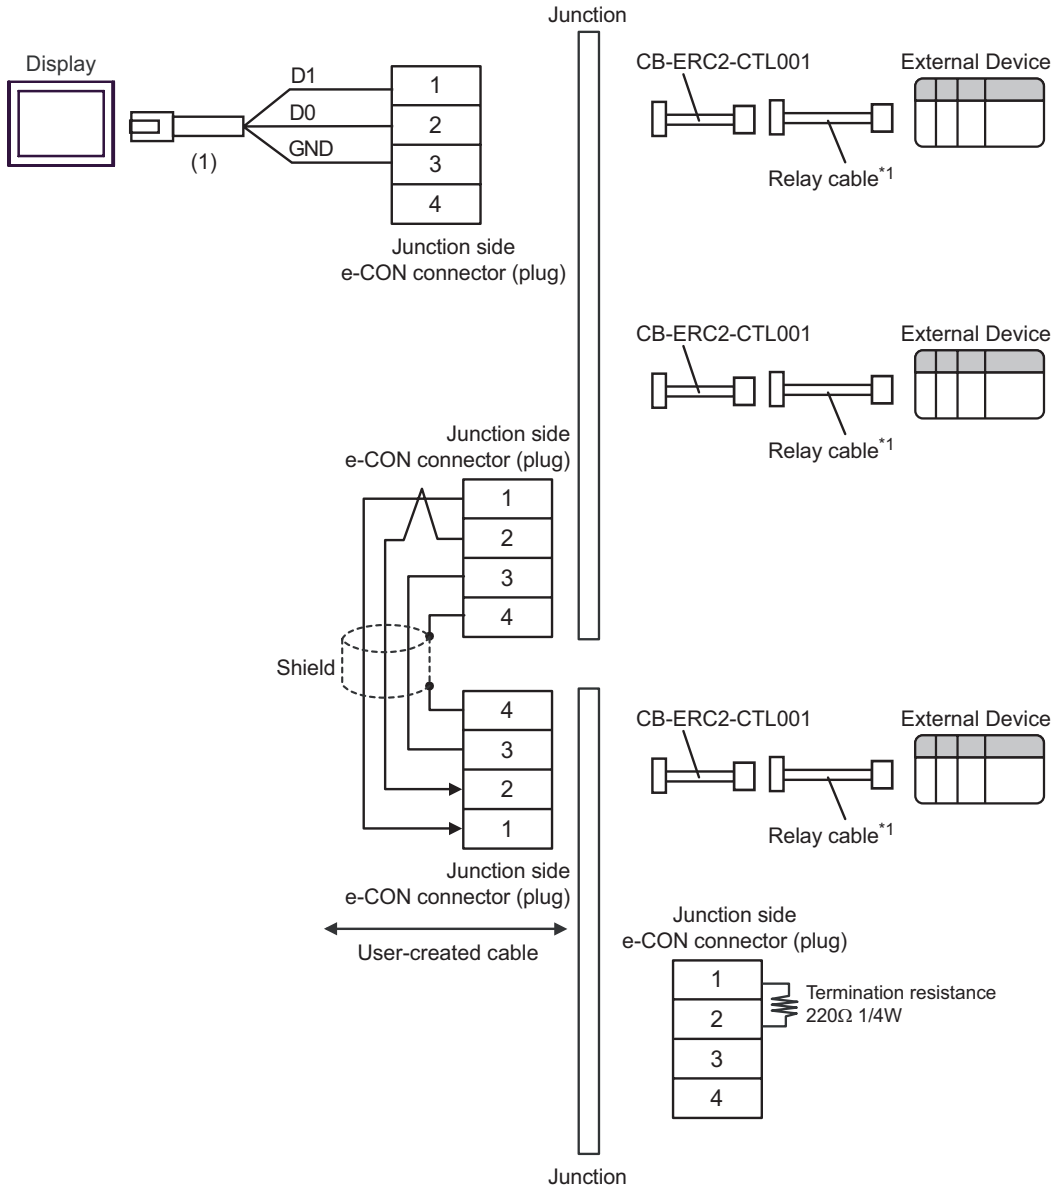 Junction
Display
D1
D0
GND
(1)
1
2
3
4
Junction side
e-CON connector (plug)
CB-ERC2-CTL001
External Device
Relay cable*1
CB-ERC2-CTL001
External Device
Relay cable*1
Junction side
e-CON connector (plug)
1
2
3
4
Shield
4
3
2
1
Junction side
e-CON connector (plug)
User-created cable
CB-ERC2-CTL001
External Device
Relay cable*1
Junction side
e-CON connector (plug)
1
2
3
4
Termination resistance
220Ω 1/4W
Junction